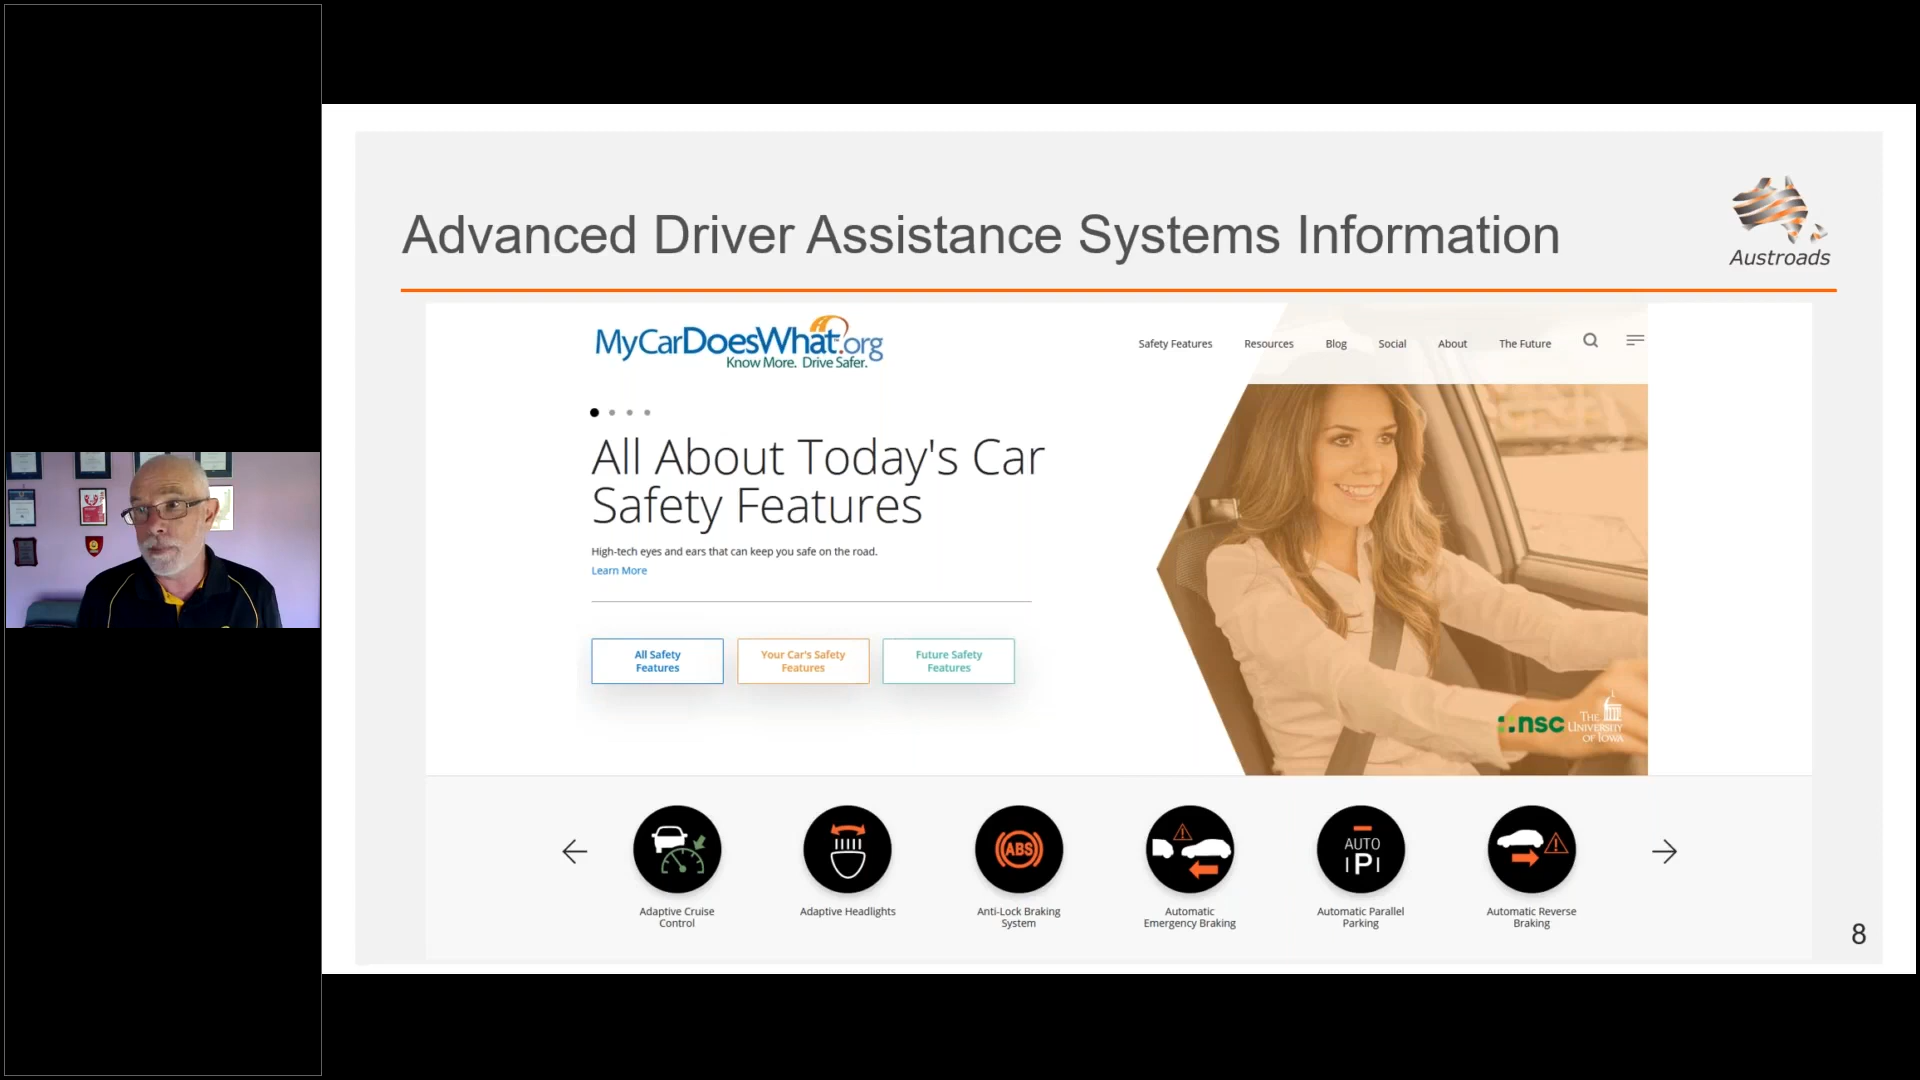 Advanced Driver Assistance Systems Information
Austroads
MyCarDoesWhat.org
Know More. Drive Safer.
Safety Features
Resources
Blog
Social
About
The Future
All About Today's Car
Safety Features
High-tech eyes and ears that can keep you safe on the road.
Learn More
All Safety
Features
Your Car's Safety
Features
Future Safety
Features
nsc
THE
UNIVERSITY
OF IOWA
ABS
AUTO
P
Adaptive Cruise
Control
Adaptive Headlights
Anti-Lock Braking
System
Automatic
Emergency Braking
Automatic Parallel
Parking
Automatic Reverse
Braking
8